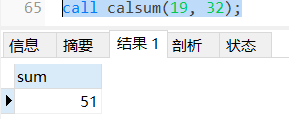 65 call calsum(19, 32);
信息 摘要 结果 1 剖析 状态
sum
51